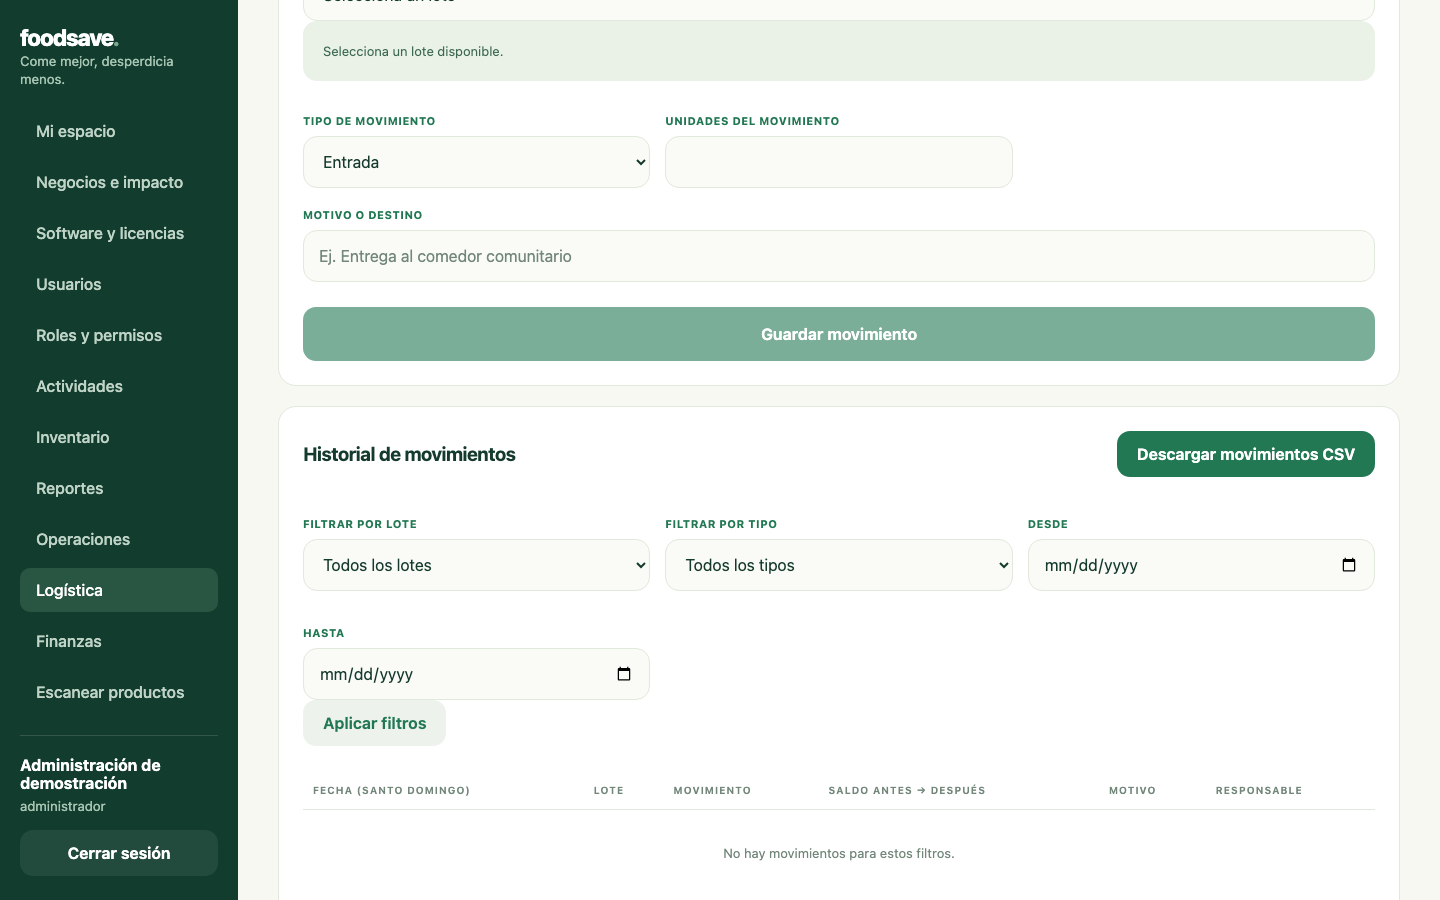 foodsave.
Come mejor, desperdicia
menos.
Mi espacio
Negocios e impacto
Software y licencias
Usuarios
Roles y permisos
Actividades
Inventario
Reportes
Operaciones
Logística
Finanzas
Escanear productos
Administración de
demostración
administrador
Cerrar sesión
Selecciona un lote disponible.
TIPO DE MOVIMIENTO
UNIDADES DEL MOVIMIENTO
Entrada
MOTIVO O DESTINO
Ej. Entrega al comedor comunitario
Guardar movimiento
Historial de movimientos
Descargar movimientos CSV
FILTRAR POR LOTE
FILTRAR POR TIPO
DESDE
Todos los lotes
Todos los tipos
mm/dd/yyyy
HASTA
mm/dd/yyyy
Aplicar filtros
FECHA (SANTO DOMINGO)
LOTE
MOVIMIENTO
SALDO ANTES → DESPUÉS
MOTIVO
RESPONSABLE
No hay movimientos para estos filtros.